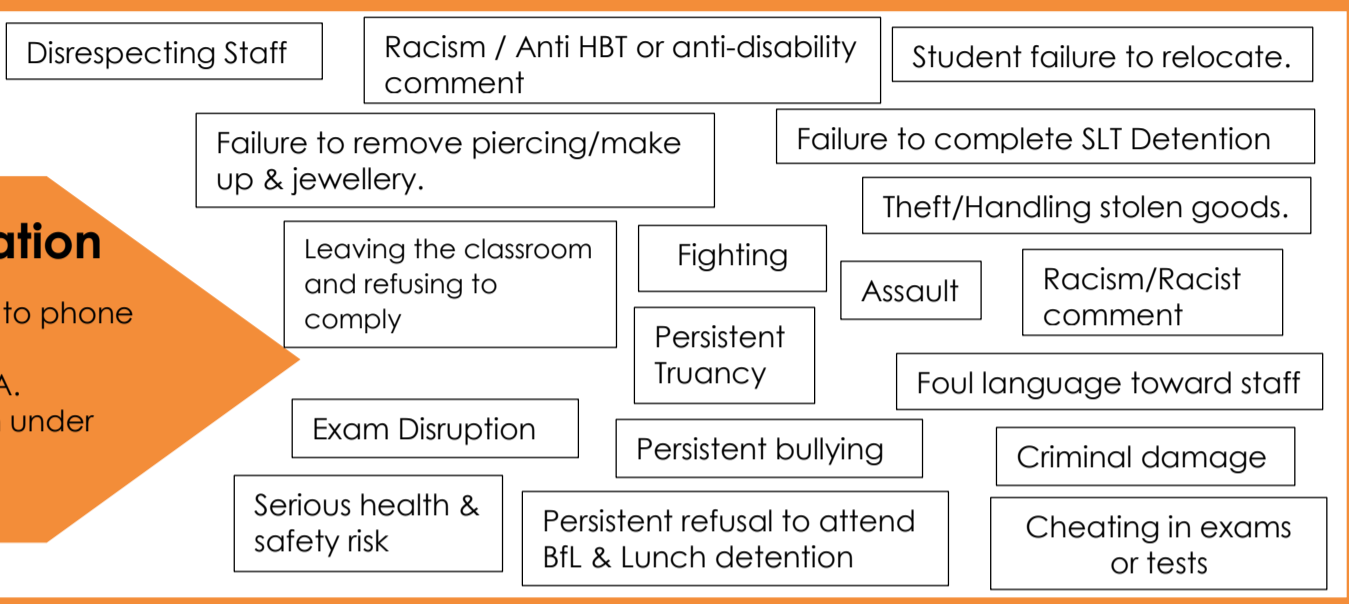 Disrespecting Staff
Racism / Anti HBT or anti-disability
comment
Student failure to relocate.
Failure to remove piercing/make
up & jewellery.
Failure to complete SLT Detention
Theft/Handling stolen goods.
ation
to phone
A.
under
Leaving the classroom
and refusing to
comply
Fighting
Assault
Racism/Racist
comment
Persistent
Truancy
Foul language toward staff
Exam Disruption
Persistent bullying
Criminal damage
Serious health &
safety risk
Persistent refusal to attend
BfL & Lunch detention
Cheating in exams
or tests